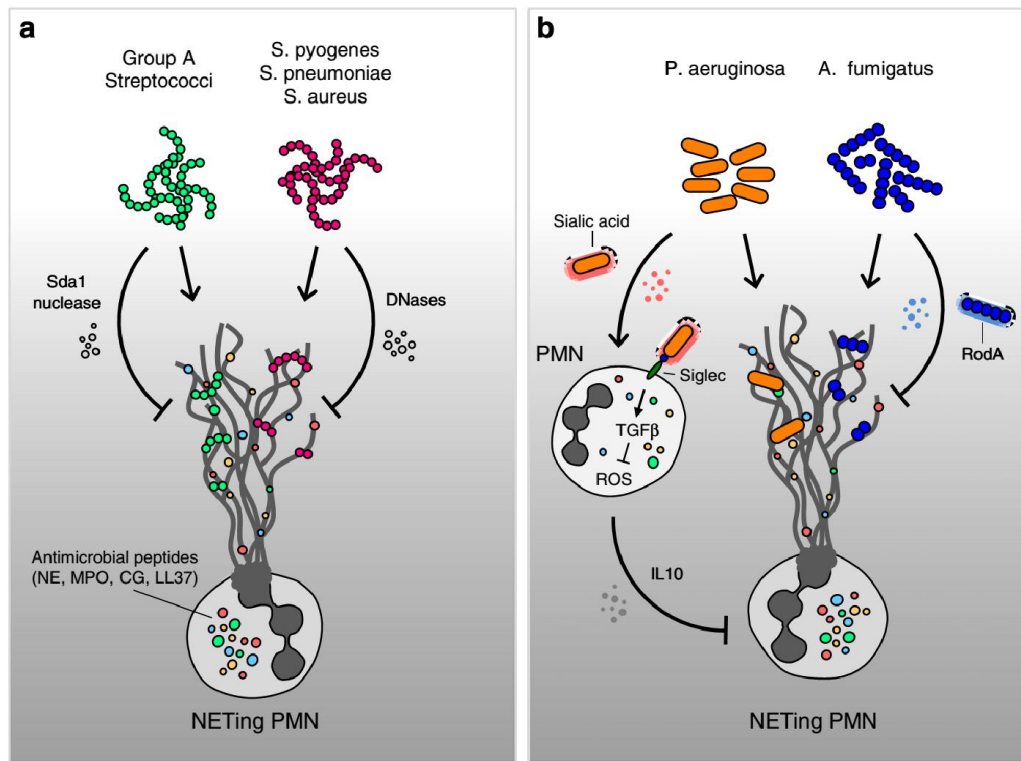 a
Group A
Streptococci
S. pyogenes
S. pneumoniae
S. aureus
Sda1
nuclease
DNases
Antimicrobial peptides
(NE, MPO, CG, LL37)
NETing PMN
b
P. aeruginosa
A. fumigatus
Sialic acid
RodA
PMN
Siglec
TGFβ
ROS
IL10
NETing PMN